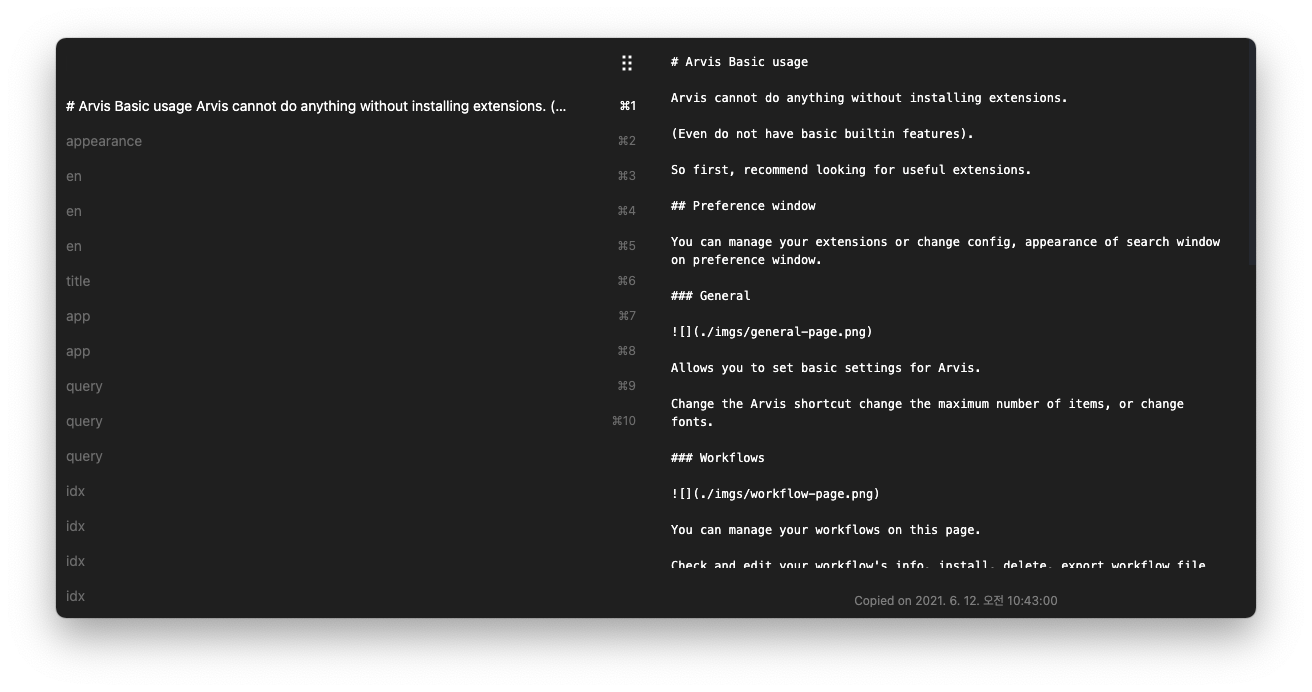 # Arvis Basic usage Arvis cannot do anything without installing extensions. (... ⌘1
appearance ⌘2
en ⌘3
en ⌘4
en ⌘5
title ⌘6
app ⌘7
app ⌘8
query ⌘9
query ⌘10
query
idx
idx
idx
idx
# Arvis Basic usage
Arvis cannot do anything without installing extensions.
(Even do not have basic builtin features).
So first, recommend looking for useful extensions.
## Preference window
You can manage your extensions or change config, appearance of search window
on preference window.
### General
![](./imgs/general-page.png)
Allows you to set basic settings for Arvis.
Change the Arvis shortcut change the maximum number of items, or change
fonts.
### Workflows
![](./imgs/workflow-page.png)
You can manage your workflows on this page.
Check and edit your workflow's info, install, delete, export workflow file
Copied on 2021. 6. 12. 오전 10:43:00